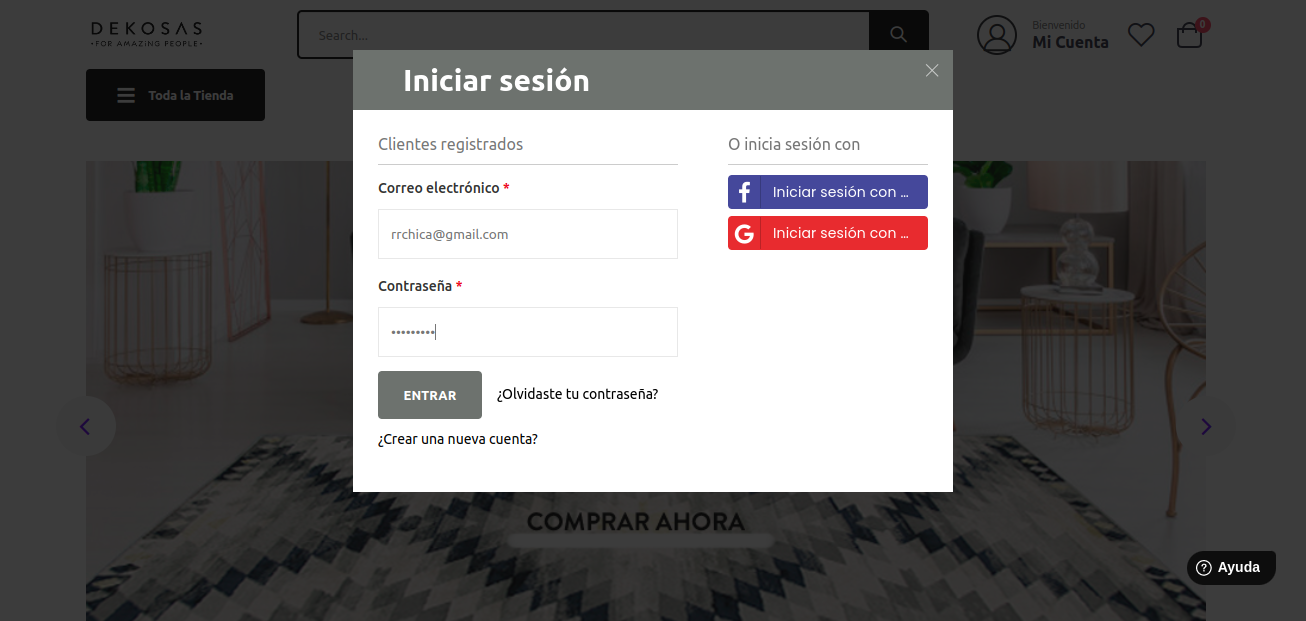 DEKOSAS
•FOR AMAZING PEOPLE•
Search...
Bienvenido
Mi Cuenta
0
Toda la Tienda
Iniciar sesión
Clientes registrados
Correo electrónico *
rrchica@gmail.com
Contraseña *
•••••••••
ENTRAR
¿Olvidaste tu contraseña?
¿Crear una nueva cuenta?
O inicia sesión con
Iniciar sesión con ...
Iniciar sesión con ...
COMPRAR AHORA
Ayuda